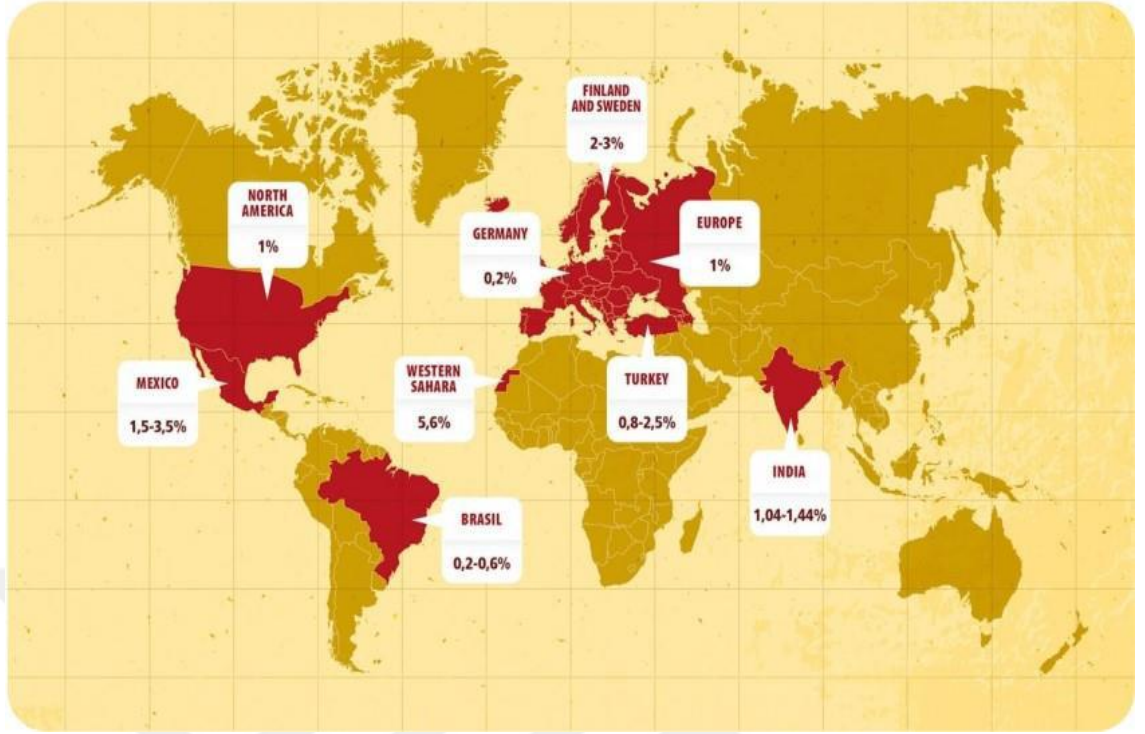 FINLAND
AND SWEDEN
2-3%
NORTH
AMERICA
1%
GERMANY
0,2%
EUROPE
1%
MEXICO
1,5-3,5%
WESTERN
SAHARA
5,6%
TURKEY
0,8-2,5%
INDIA
1,04-1,44%
BRASIL
0,2-0,6%